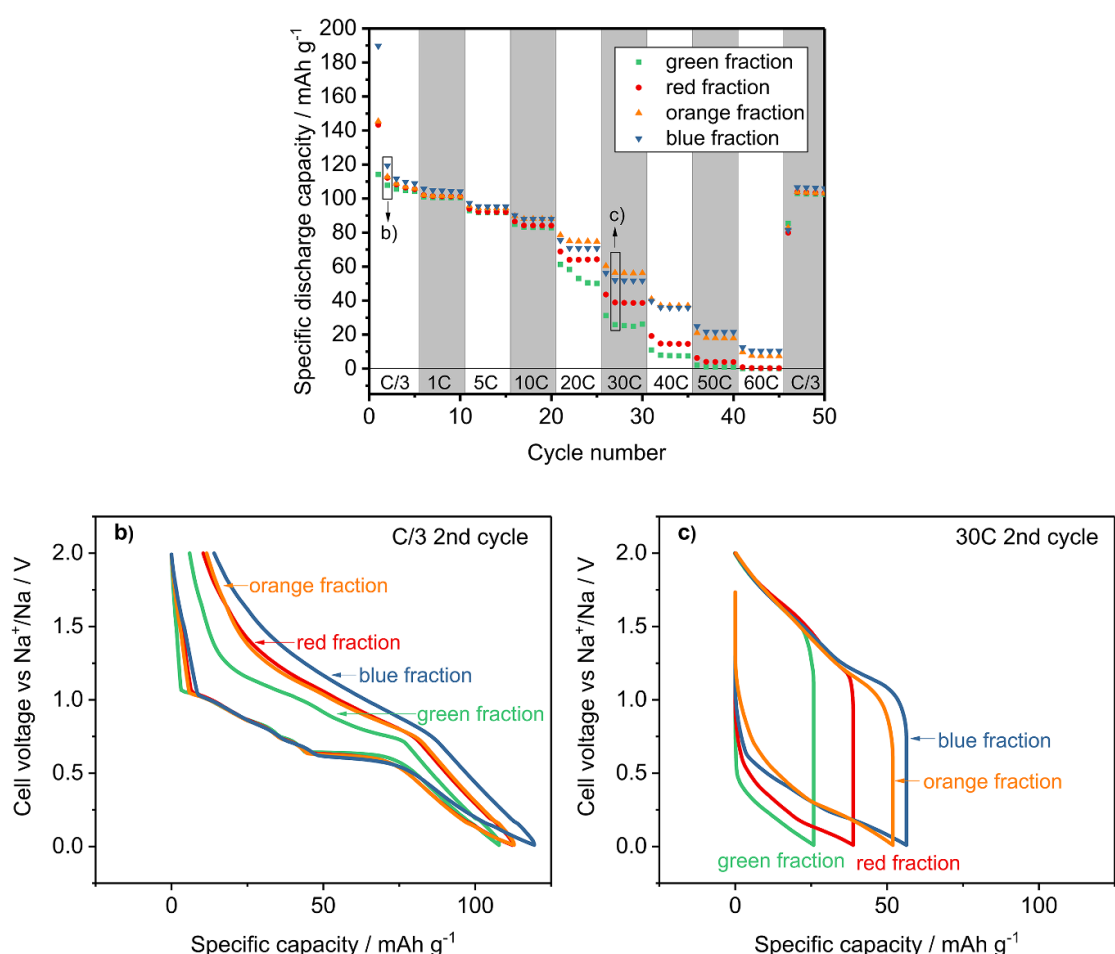 200
180
160
140
120
100
80
60
40
20
0
Specific discharge capacity / mAh g⁻¹
green fraction
red fraction
orange fraction
blue fraction
b)
c)
C/3 1C 5C 10C 20C 30C 40C 50C 60C C/3
0 10 20 30 40 50
Cycle number
b)
C/3 2nd cycle
2.0
1.5
1.0
0.5
0.0
Cell voltage vs Na⁺/Na / V
orange fraction
red fraction
blue fraction
green fraction
0 50 100
Specific capacity / mAh g⁻¹
c)
30C 2nd cycle
2.0
1.5
1.0
0.5
0.0
Cell voltage vs Na⁺/Na / V
blue fraction
orange fraction
green fraction
red fraction
0 50 100
Specific capacity / mAh g⁻¹